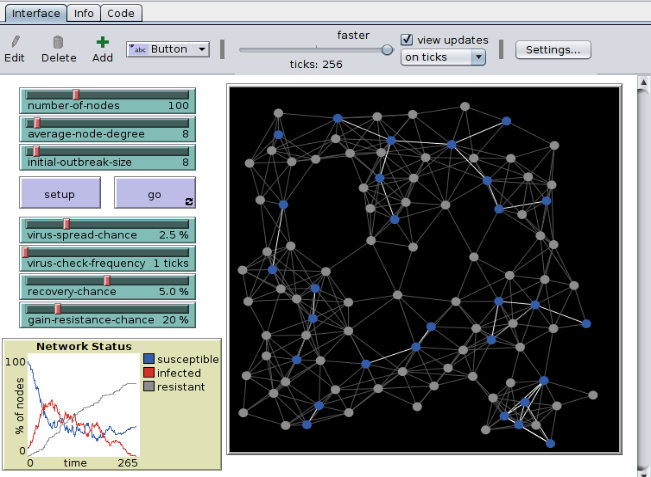 Interface Info Code
Edit Delete Add abc Button faster view updates Settings...
ticks: 256 on ticks
number-of-nodes 100
average-node-degree 8
initial-outbreak-size 8
setup go
virus-spread-chance 2.5 %
virus-check-frequency 1 ticks
recovery-chance 5.0 %
gain-resistance-chance 20 %
Network Status
100 susceptible
infected
resistant
% of nodes
0
0 time 265